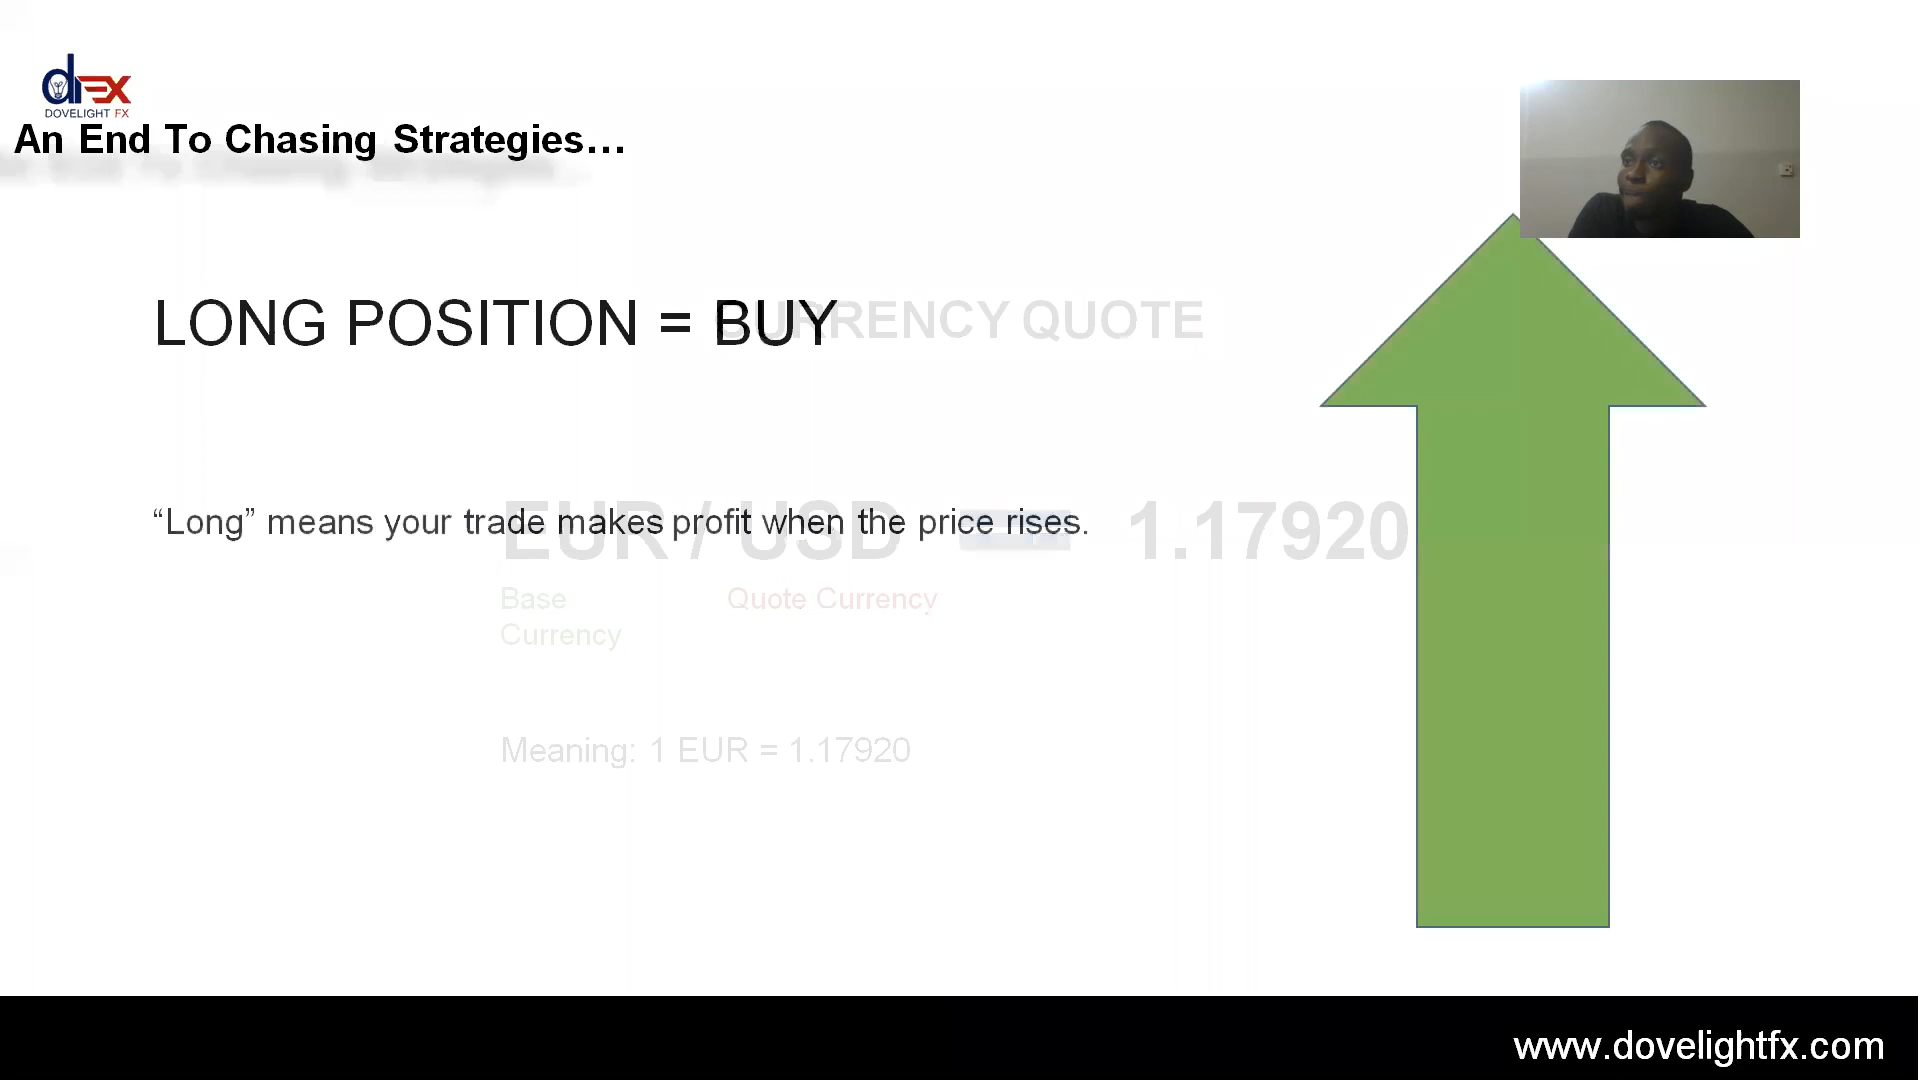 DOVELIGHT FX
An End To Chasing Strategies...
LONG POSITION = BUY
CURRENCY QUOTE
“Long” means your trade makes profit when the price rises.
EUR / USD = 1.17920
Base
Currency
Quote Currency
Meaning: 1 EUR = 1.17920
www.dovelightfx.com